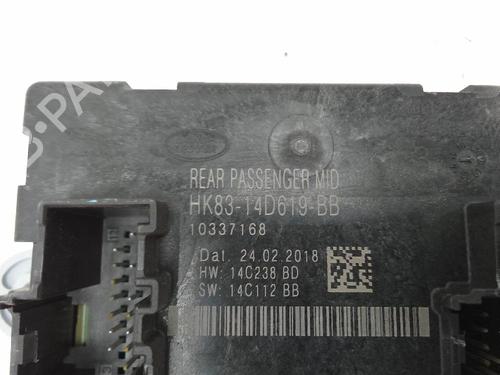 REAR PASSENGER MID
HK83-14D619-BB
10337168
Dat. 24.02.2018
HW: 14C238 BD
SW: 14C112 BB